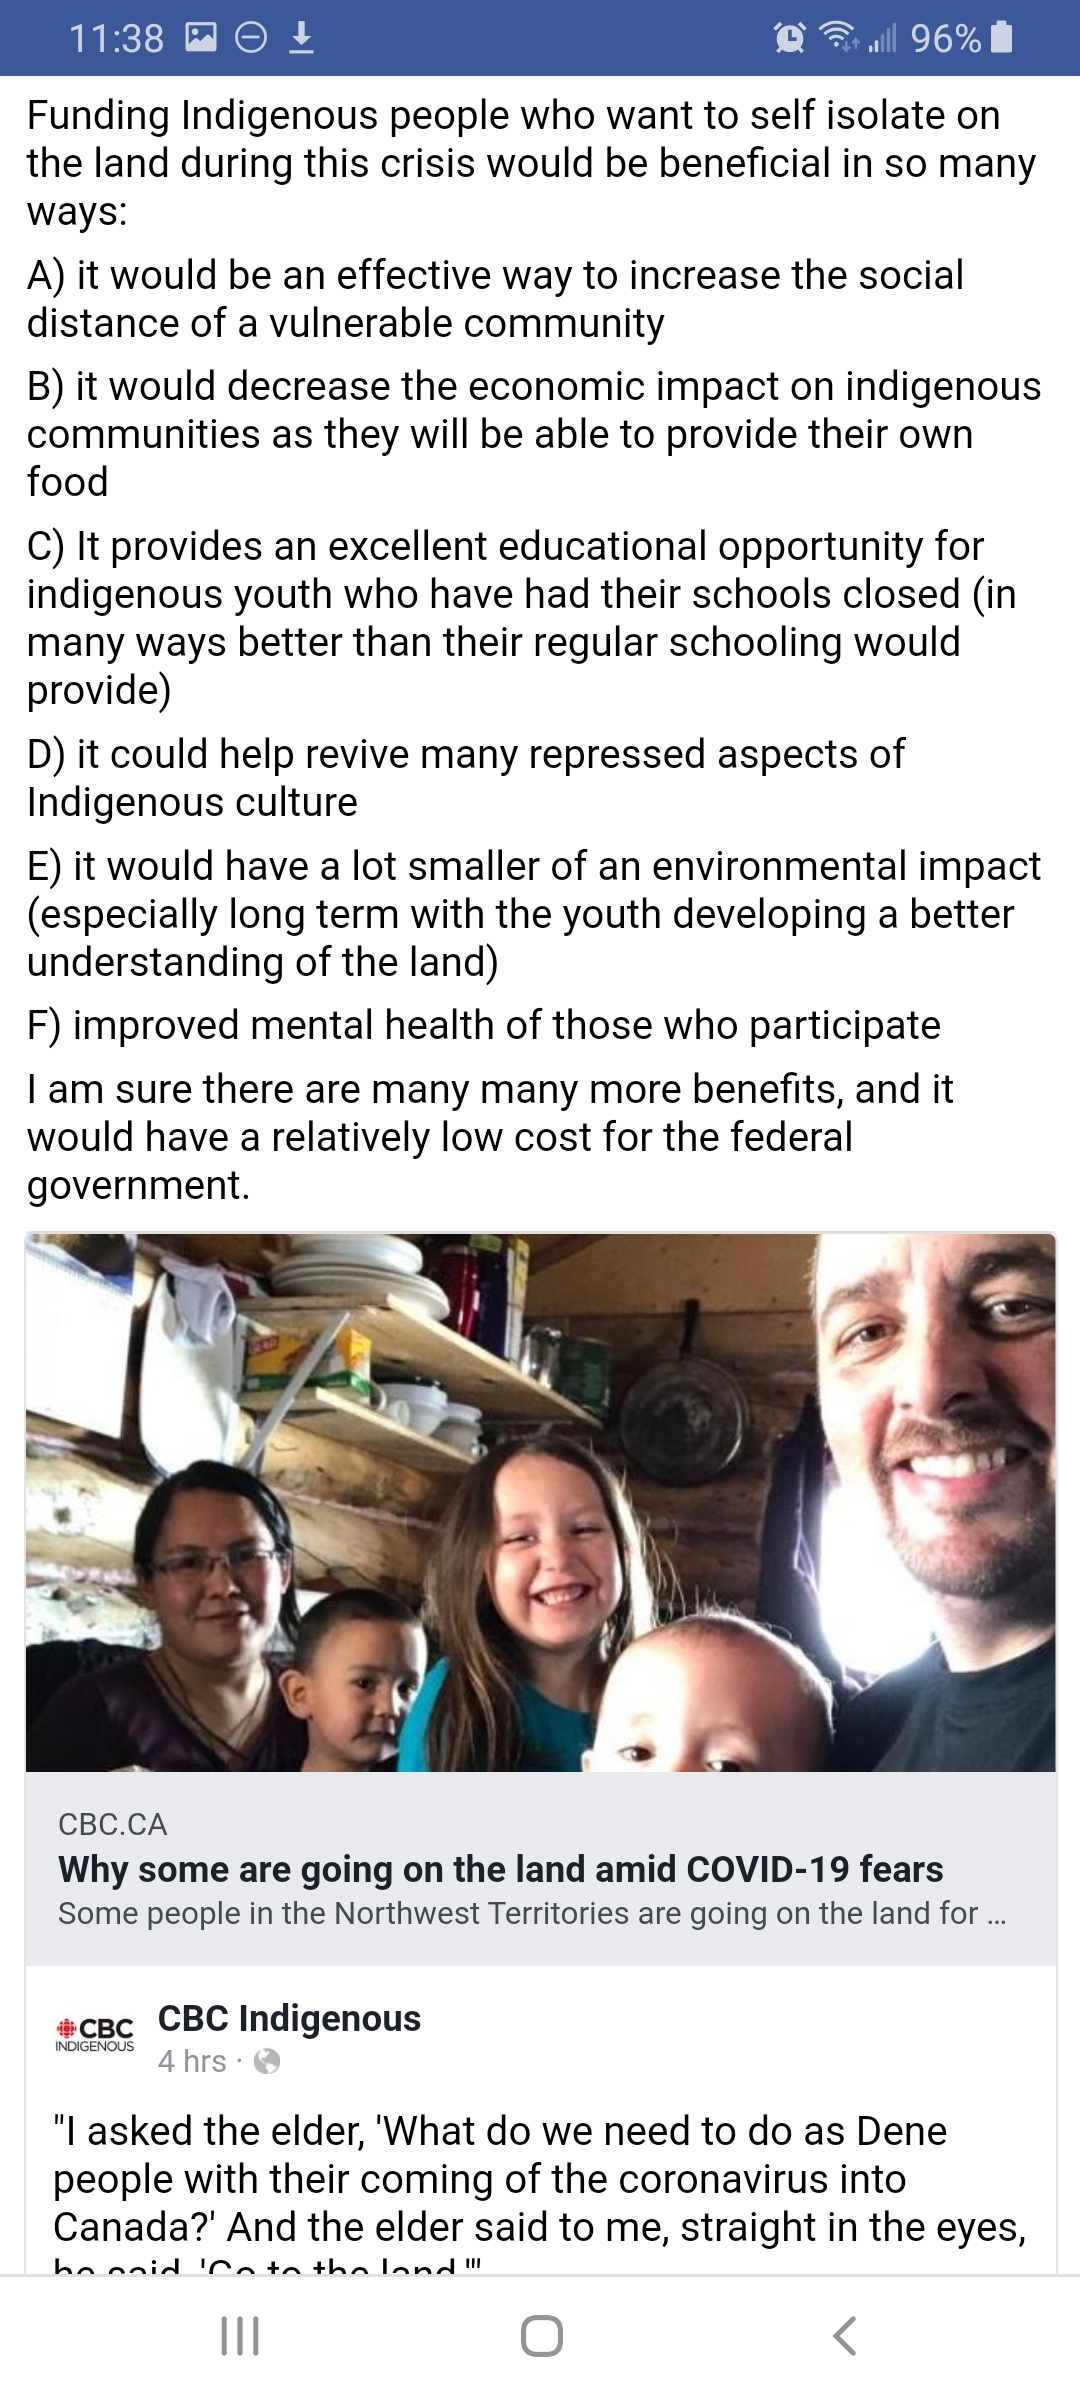 11:38
96%
Funding Indigenous people who want to self isolate on
the land during this crisis would be beneficial in so many
ways:
A) it would be an effective way to increase the social
distance of a vulnerable community
B) it would decrease the economic impact on indigenous
communities as they will be able to provide their own
food
C) It provides an excellent educational opportunity for
indigenous youth who have had their schools closed (in
many ways better than their regular schooling would
provide)
D) it could help revive many repressed aspects of
Indigenous culture
E) it would have a lot smaller of an environmental impact
(especially long term with the youth developing a better
understanding of the land)
F) improved mental health of those who participate
I am sure there are many many more benefits, and it
would have a relatively low cost for the federal
government.
CBC.CA
Why some are going on the land amid COVID-19 fears
Some people in the Northwest Territories are going on the land for ...
CBC
INDIGENOUS
CBC Indigenous
4 hrs ·
"I asked the elder, 'What do we need to do as Dene
people with their coming of the coronavirus into
Canada?' And the elder said to me, straight in the eyes,
he said, 'Go to the land.'"